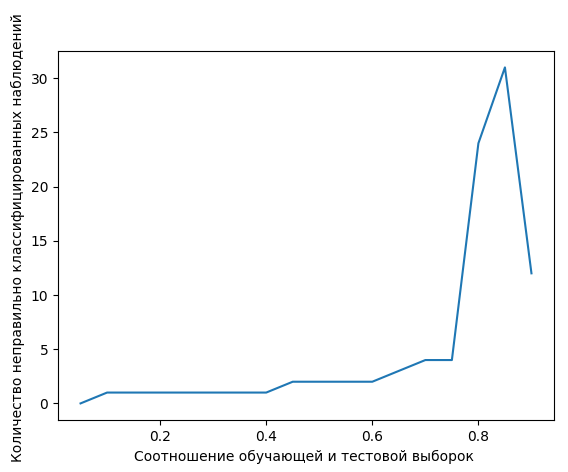 Количество неправильно классифицированных наблюдений
30
25
20
15
10
5
0
0.2 0.4 0.6 0.8
Соотношение обучающей и тестовой выборок